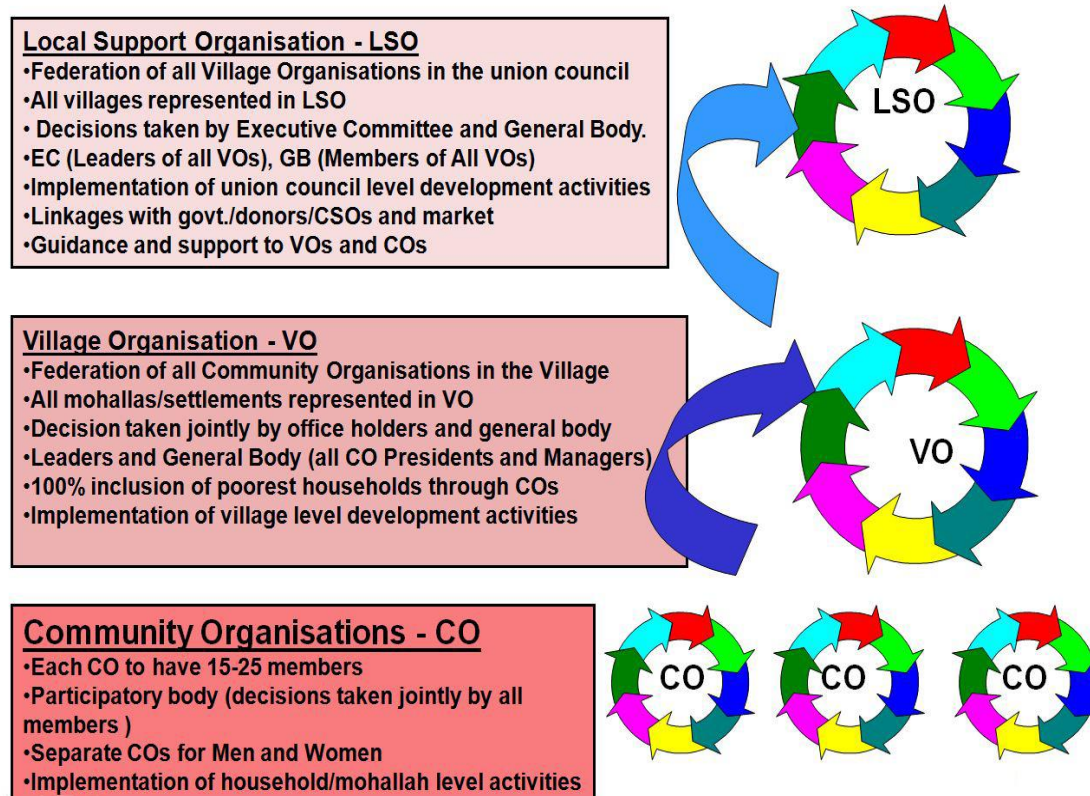 Local Support Organisation - LSO
•Federation of all Village Organisations in the union council
•All villages represented in LSO
• Decisions taken by Executive Committee and General Body.
•EC (Leaders of all VOs), GB (Members of All VOs)
•Implementation of union council level development activities
•Linkages with govt./donors/CSOs and market
•Guidance and support to VOs and COs
LSO
Village Organisation - VO
•Federation of all Community Organisations in the Village
•All mohallas/settlements represented in VO
•Decision taken jointly by office holders and general body
•Leaders and General Body (all CO Presidents and Managers)
•100% inclusion of poorest households through COs
•Implementation of village level development activities
VO
Community Organisations - CO
•Each CO to have 15-25 members
•Participatory body (decisions taken jointly by all
members )
•Separate COs for Men and Women
•Implementation of household/mohallah level activities
CO
CO
CO